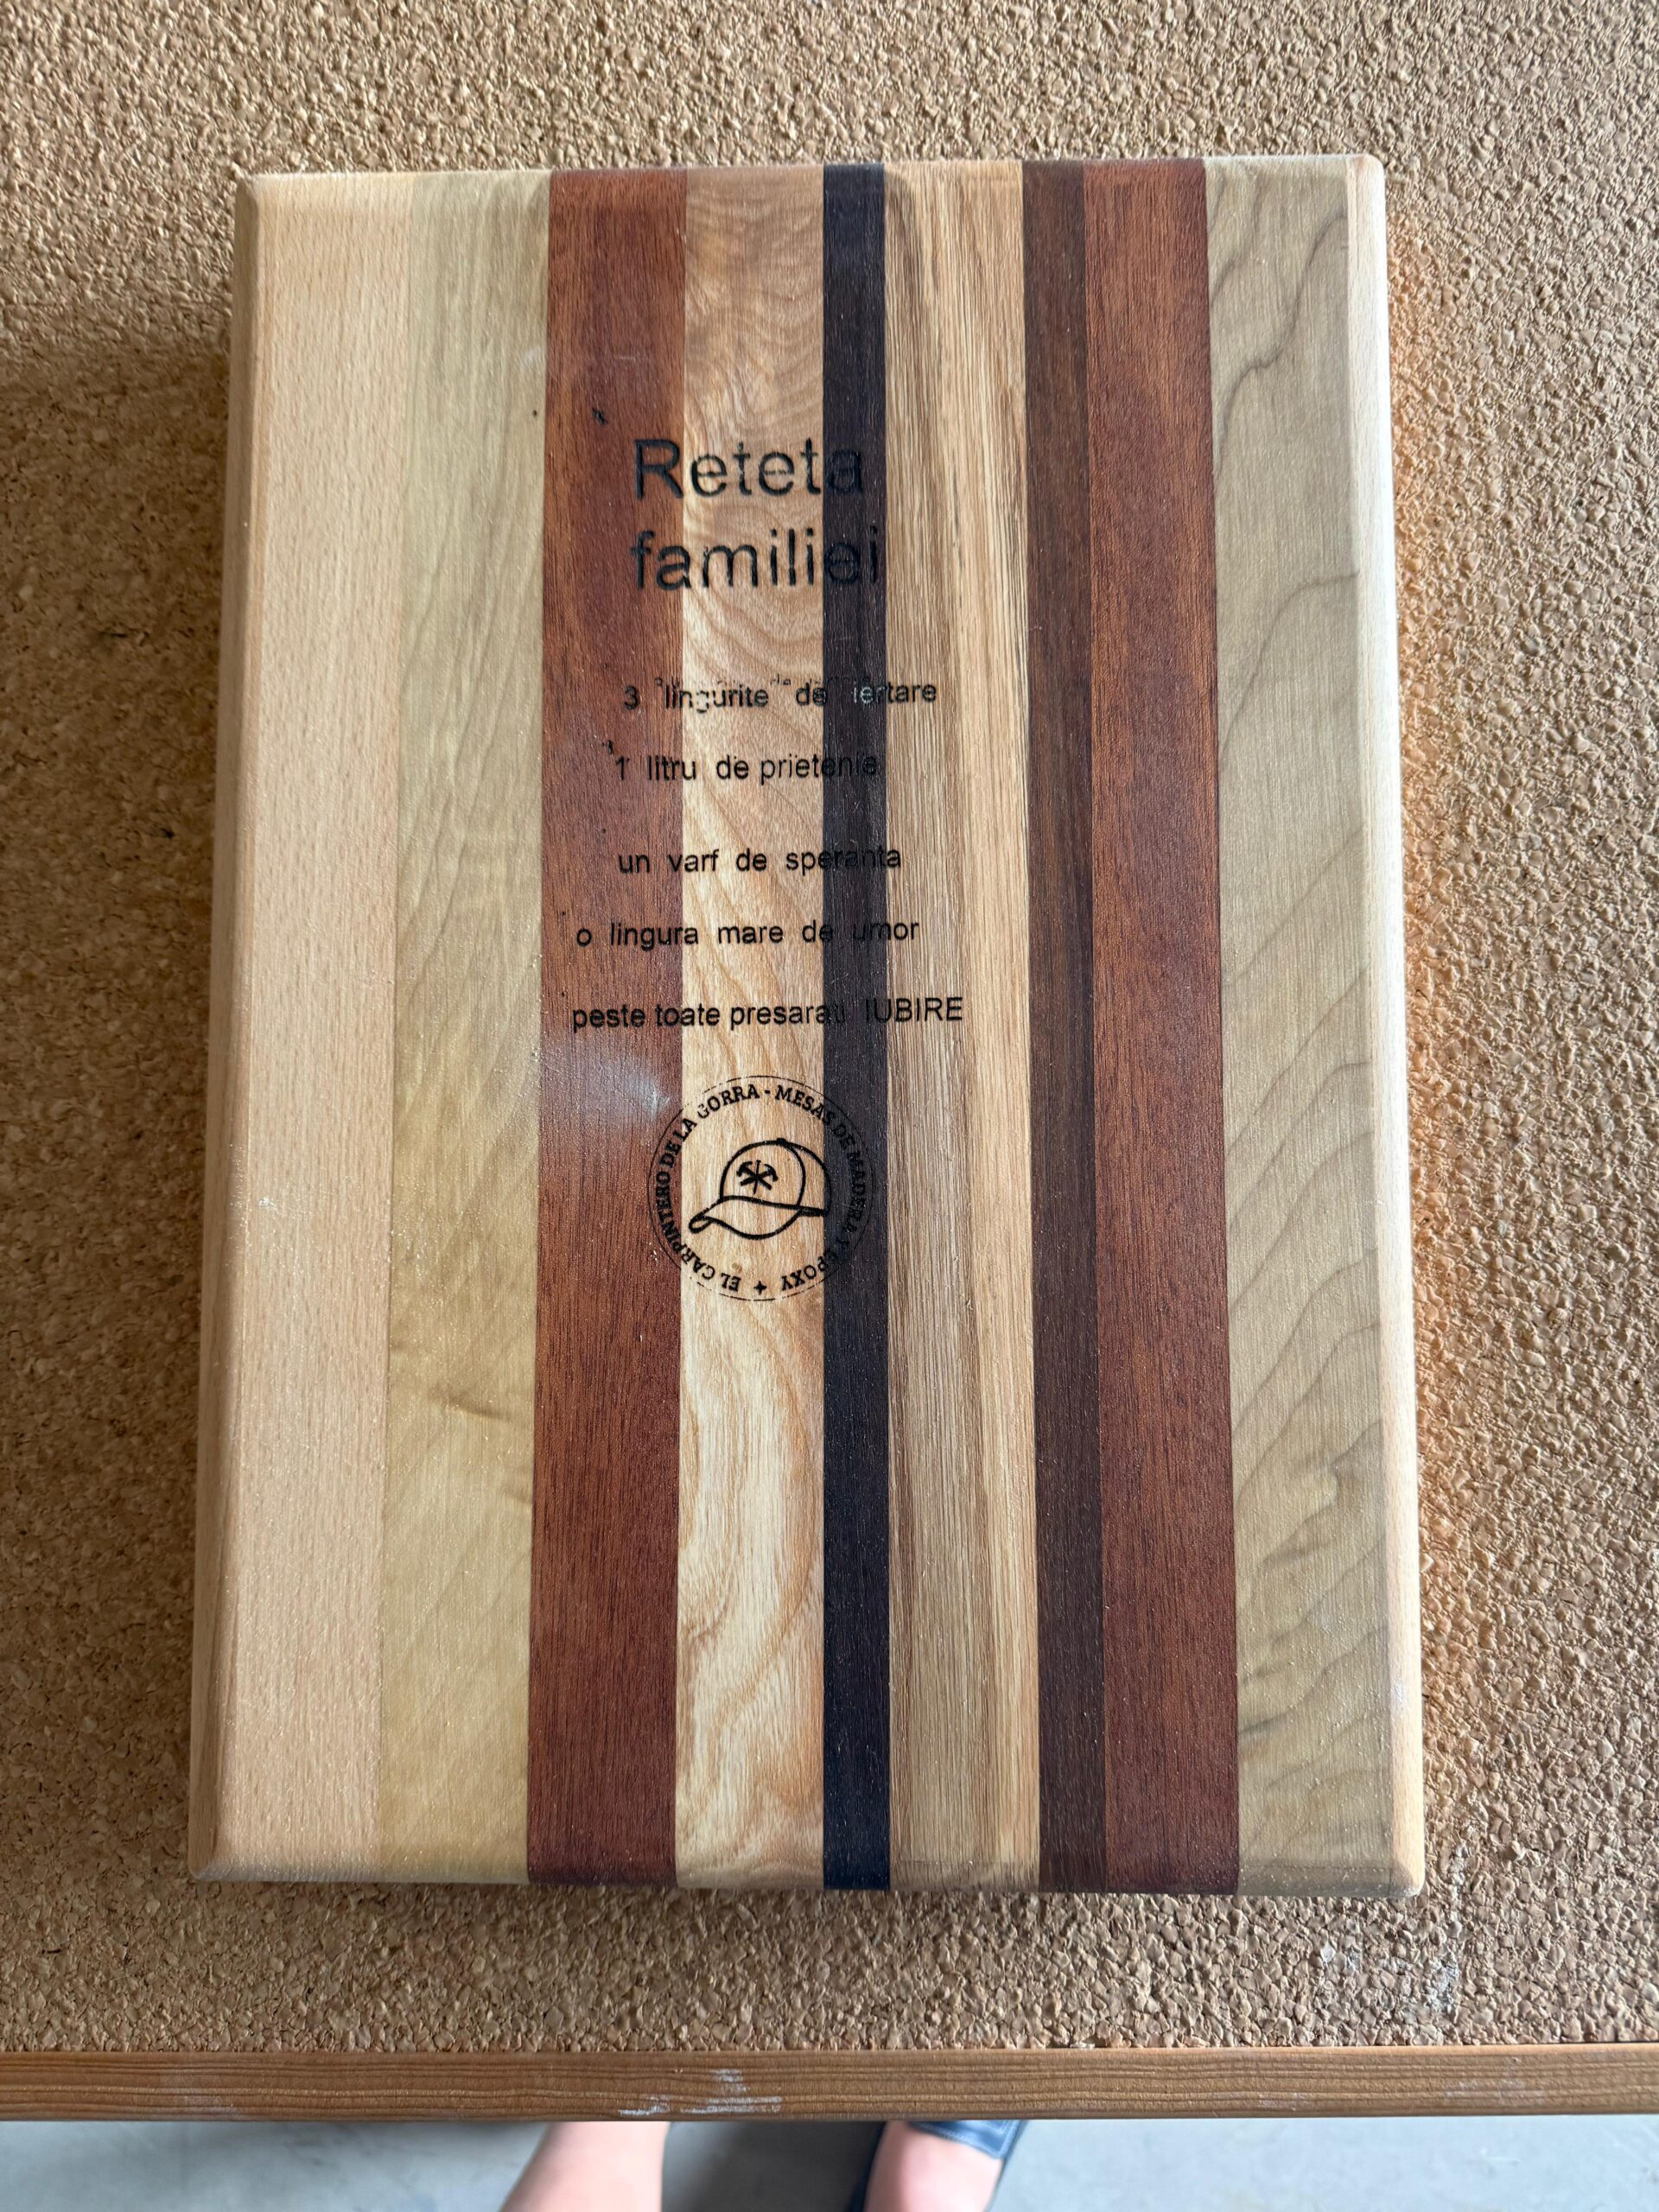 Reteta
familiei
3 lingurite de iertare
1 litru de prietenie
un varf de speranta
o lingura mare de umor
peste toate presarau IUBIRE
EL CARPINTERO DE LA GORRA - MESAS DE MADERA Y EPOXY